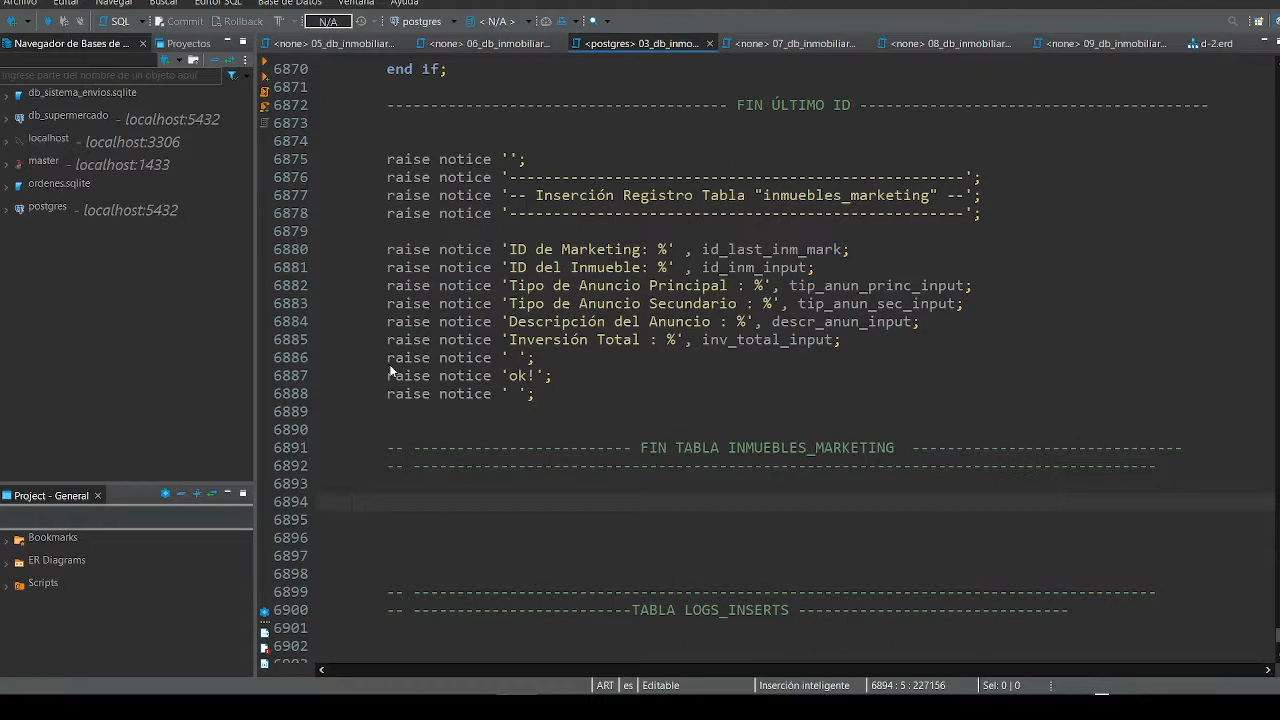 Archivo Editar Navegar Buscar Editor SQL Base de Datos Ventana Ayuda
SQL Commit Rollback T N/A postgres < N/A >
Navegador de Bases de ... Proyectos
<none> 05_db_inmobiliar... <none> 06_db_inmobiliar... <postgres> 03_db_inmo... <none> 07_db_inmobiliar... <none> 08_db_inmobiliar... <none> 09_db_inmobiliar... d-2.erd
Ingrese parte del nombre de un objeto aquí
db_sistema_envios.sqlite
db_supermercado - localhost:5432
localhost - localhost:3306
master - localhost:1433
ordenes.sqlite
postgres - localhost:5432
Project - General
Bookmarks
ER Diagrams
Scripts
6870 end if;
6871
6872 --------------------------------------- FIN ÚLTIMO ID ----------------------------------------
6873
6874
6875 raise notice '';
6876 raise notice '----------------------------------------------------';
6877 raise notice '-- Inserción Registro Tabla "inmuebles_marketing" --';
6878 raise notice '----------------------------------------------------';
6879
6880 raise notice 'ID de Marketing: %' , id_last_inm_mark;
6881 raise notice 'ID del Inmueble: %' , id_inm_input;
6882 raise notice 'Tipo de Anuncio Principal : %', tip_anun_princ_input;
6883 raise notice 'Tipo de Anuncio Secundario : %', tip_anun_sec_input;
6884 raise notice 'Descripción del Anuncio : %', descr_anun_input;
6885 raise notice 'Inversión Total : %', inv_total_input;
6886 raise notice ' ';
6887 raise notice 'ok!';
6888 raise notice ' ';
6889
6890
6891 -- ------------------------- FIN TABLA INMUEBLES_MARKETING -------------------------------
6892 -- -------------------------------------------------------------------------------------
6893
6894
6895
6896
6897
6898
6899 -- -------------------------------------------------------------------------------------
6900 -- -------------------------TABLA LOGS_INSERTS -------------------------------
6901
6902
ART es Editable Inserción inteligente 6894 : 5 : 227156 Sel: 0 | 0